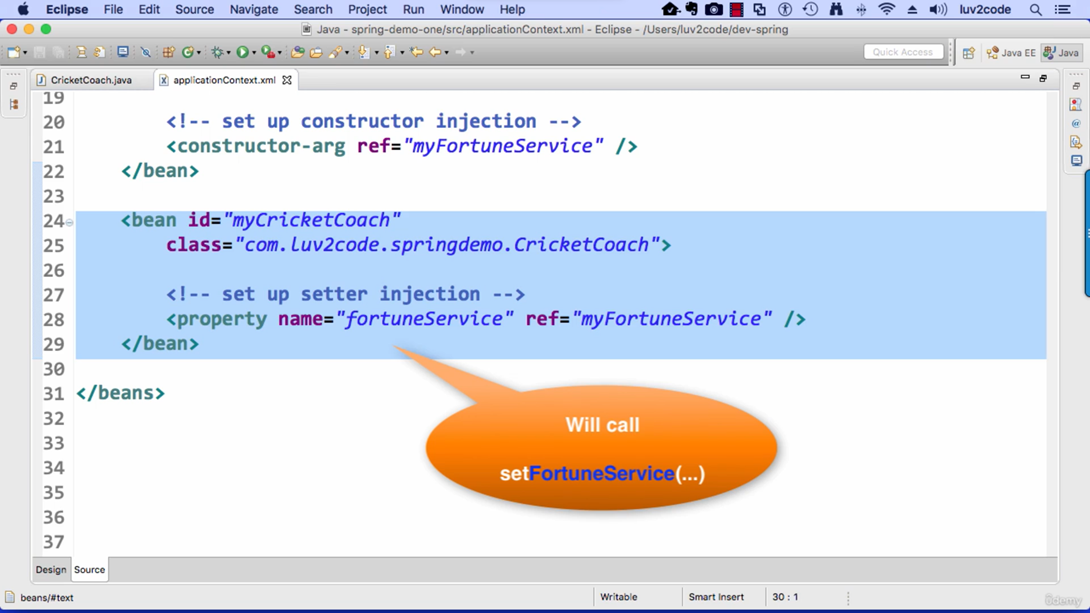 Eclipse File Edit Source Navigate Search Project Run Window Help luv2code
Java - spring-demo-one/src/applicationContext.xml - Eclipse - /Users/luv2code/dev-spring
Quick Access Java EE Java
CricketCoach.java applicationContext.xml
19
20 <!-- set up constructor injection -->
21 <constructor-arg ref="myFortuneService" />
22 </bean>
23
24 <bean id="myCricketCoach"
25 class="com.luv2code.springdemo.CricketCoach">
26
27 <!-- set up setter injection -->
28 <property name="fortuneService" ref="myFortuneService" />
29 </bean>
30
31 </beans>
32
33
34
35
36
37
Will call
setFortuneService(...)
Design Source
beans/#text Writable Smart Insert 30 : 1
ûdemy